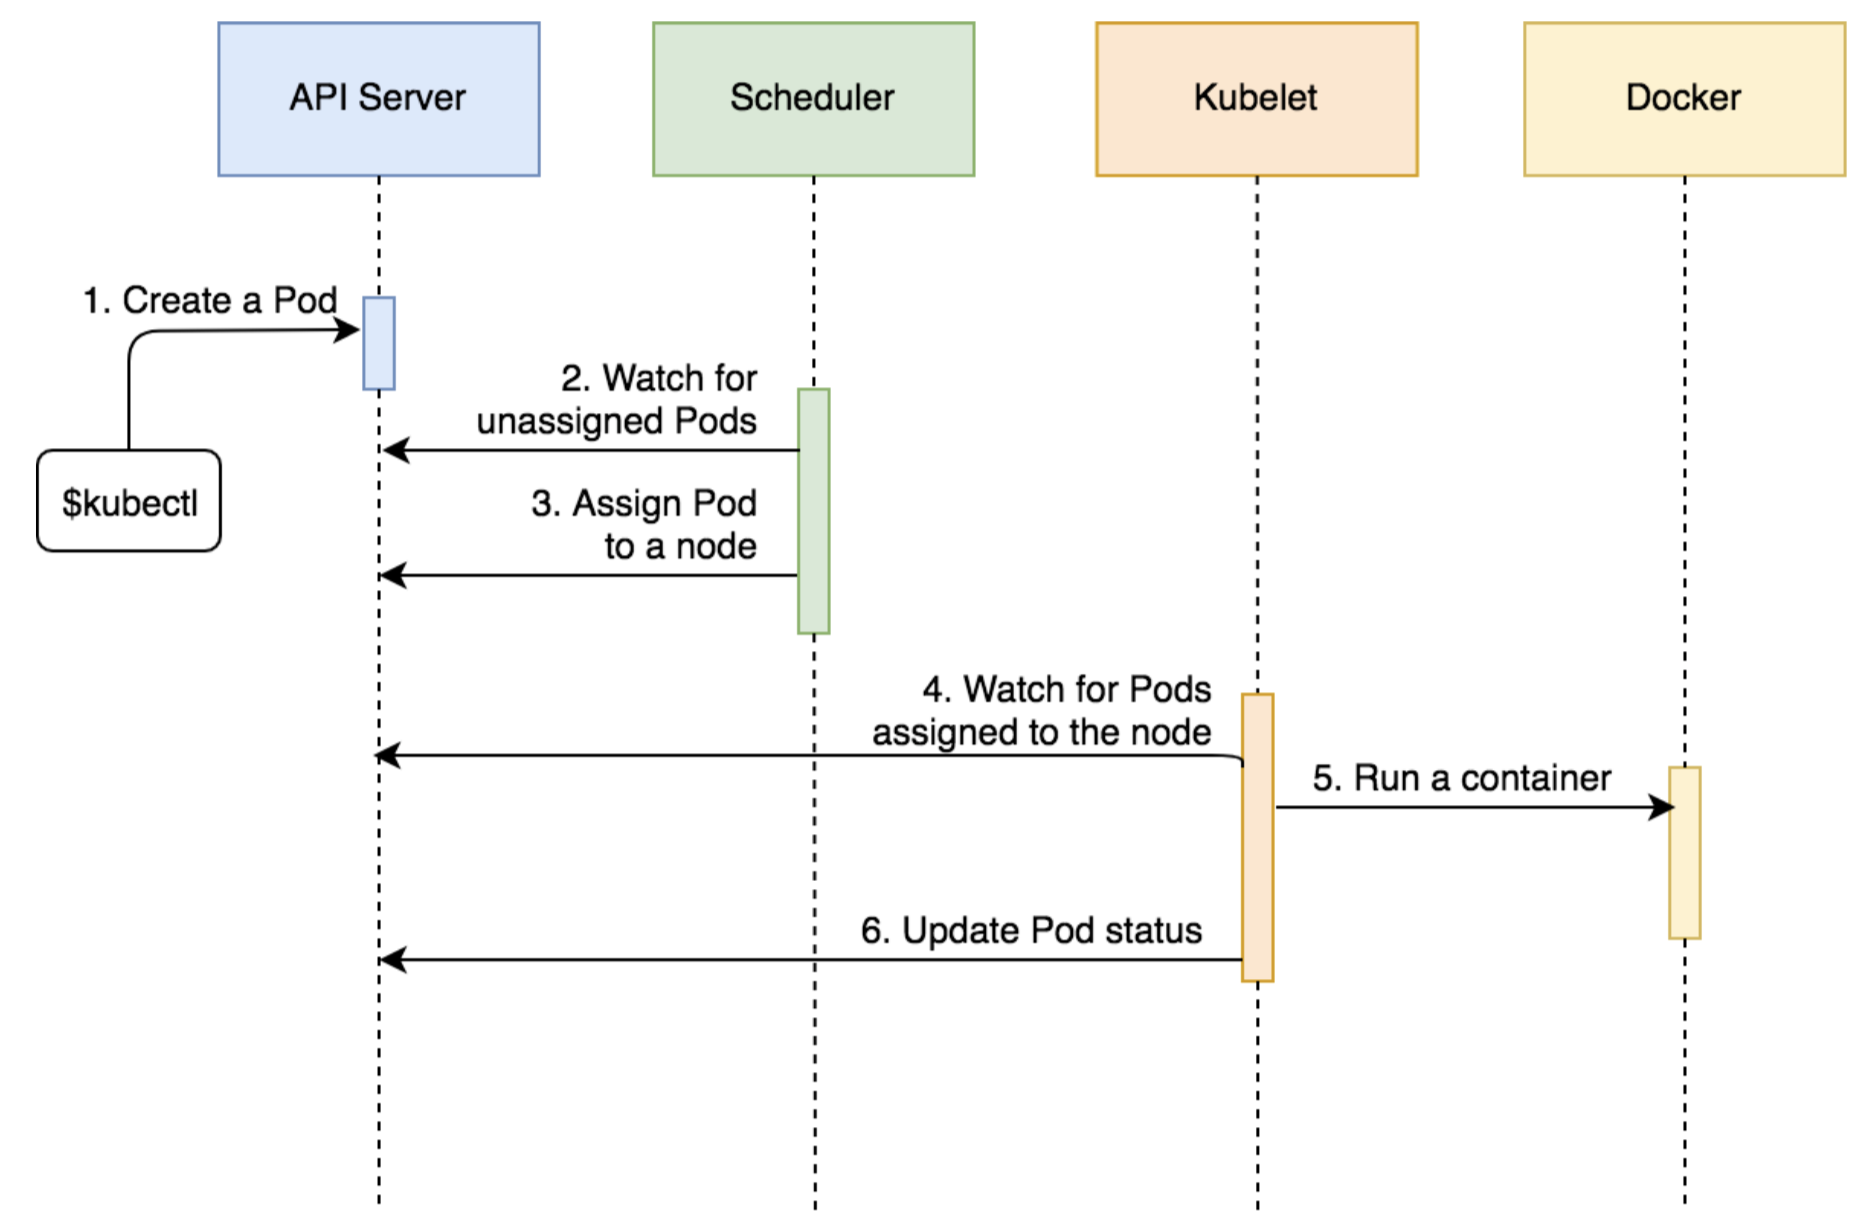 API Server
Scheduler
Kubelet
Docker
1. Create a Pod
2. Watch for
unassigned Pods
$kubectl
3. Assign Pod
to a node
4. Watch for Pods
assigned to the node
5. Run a container
6. Update Pod status